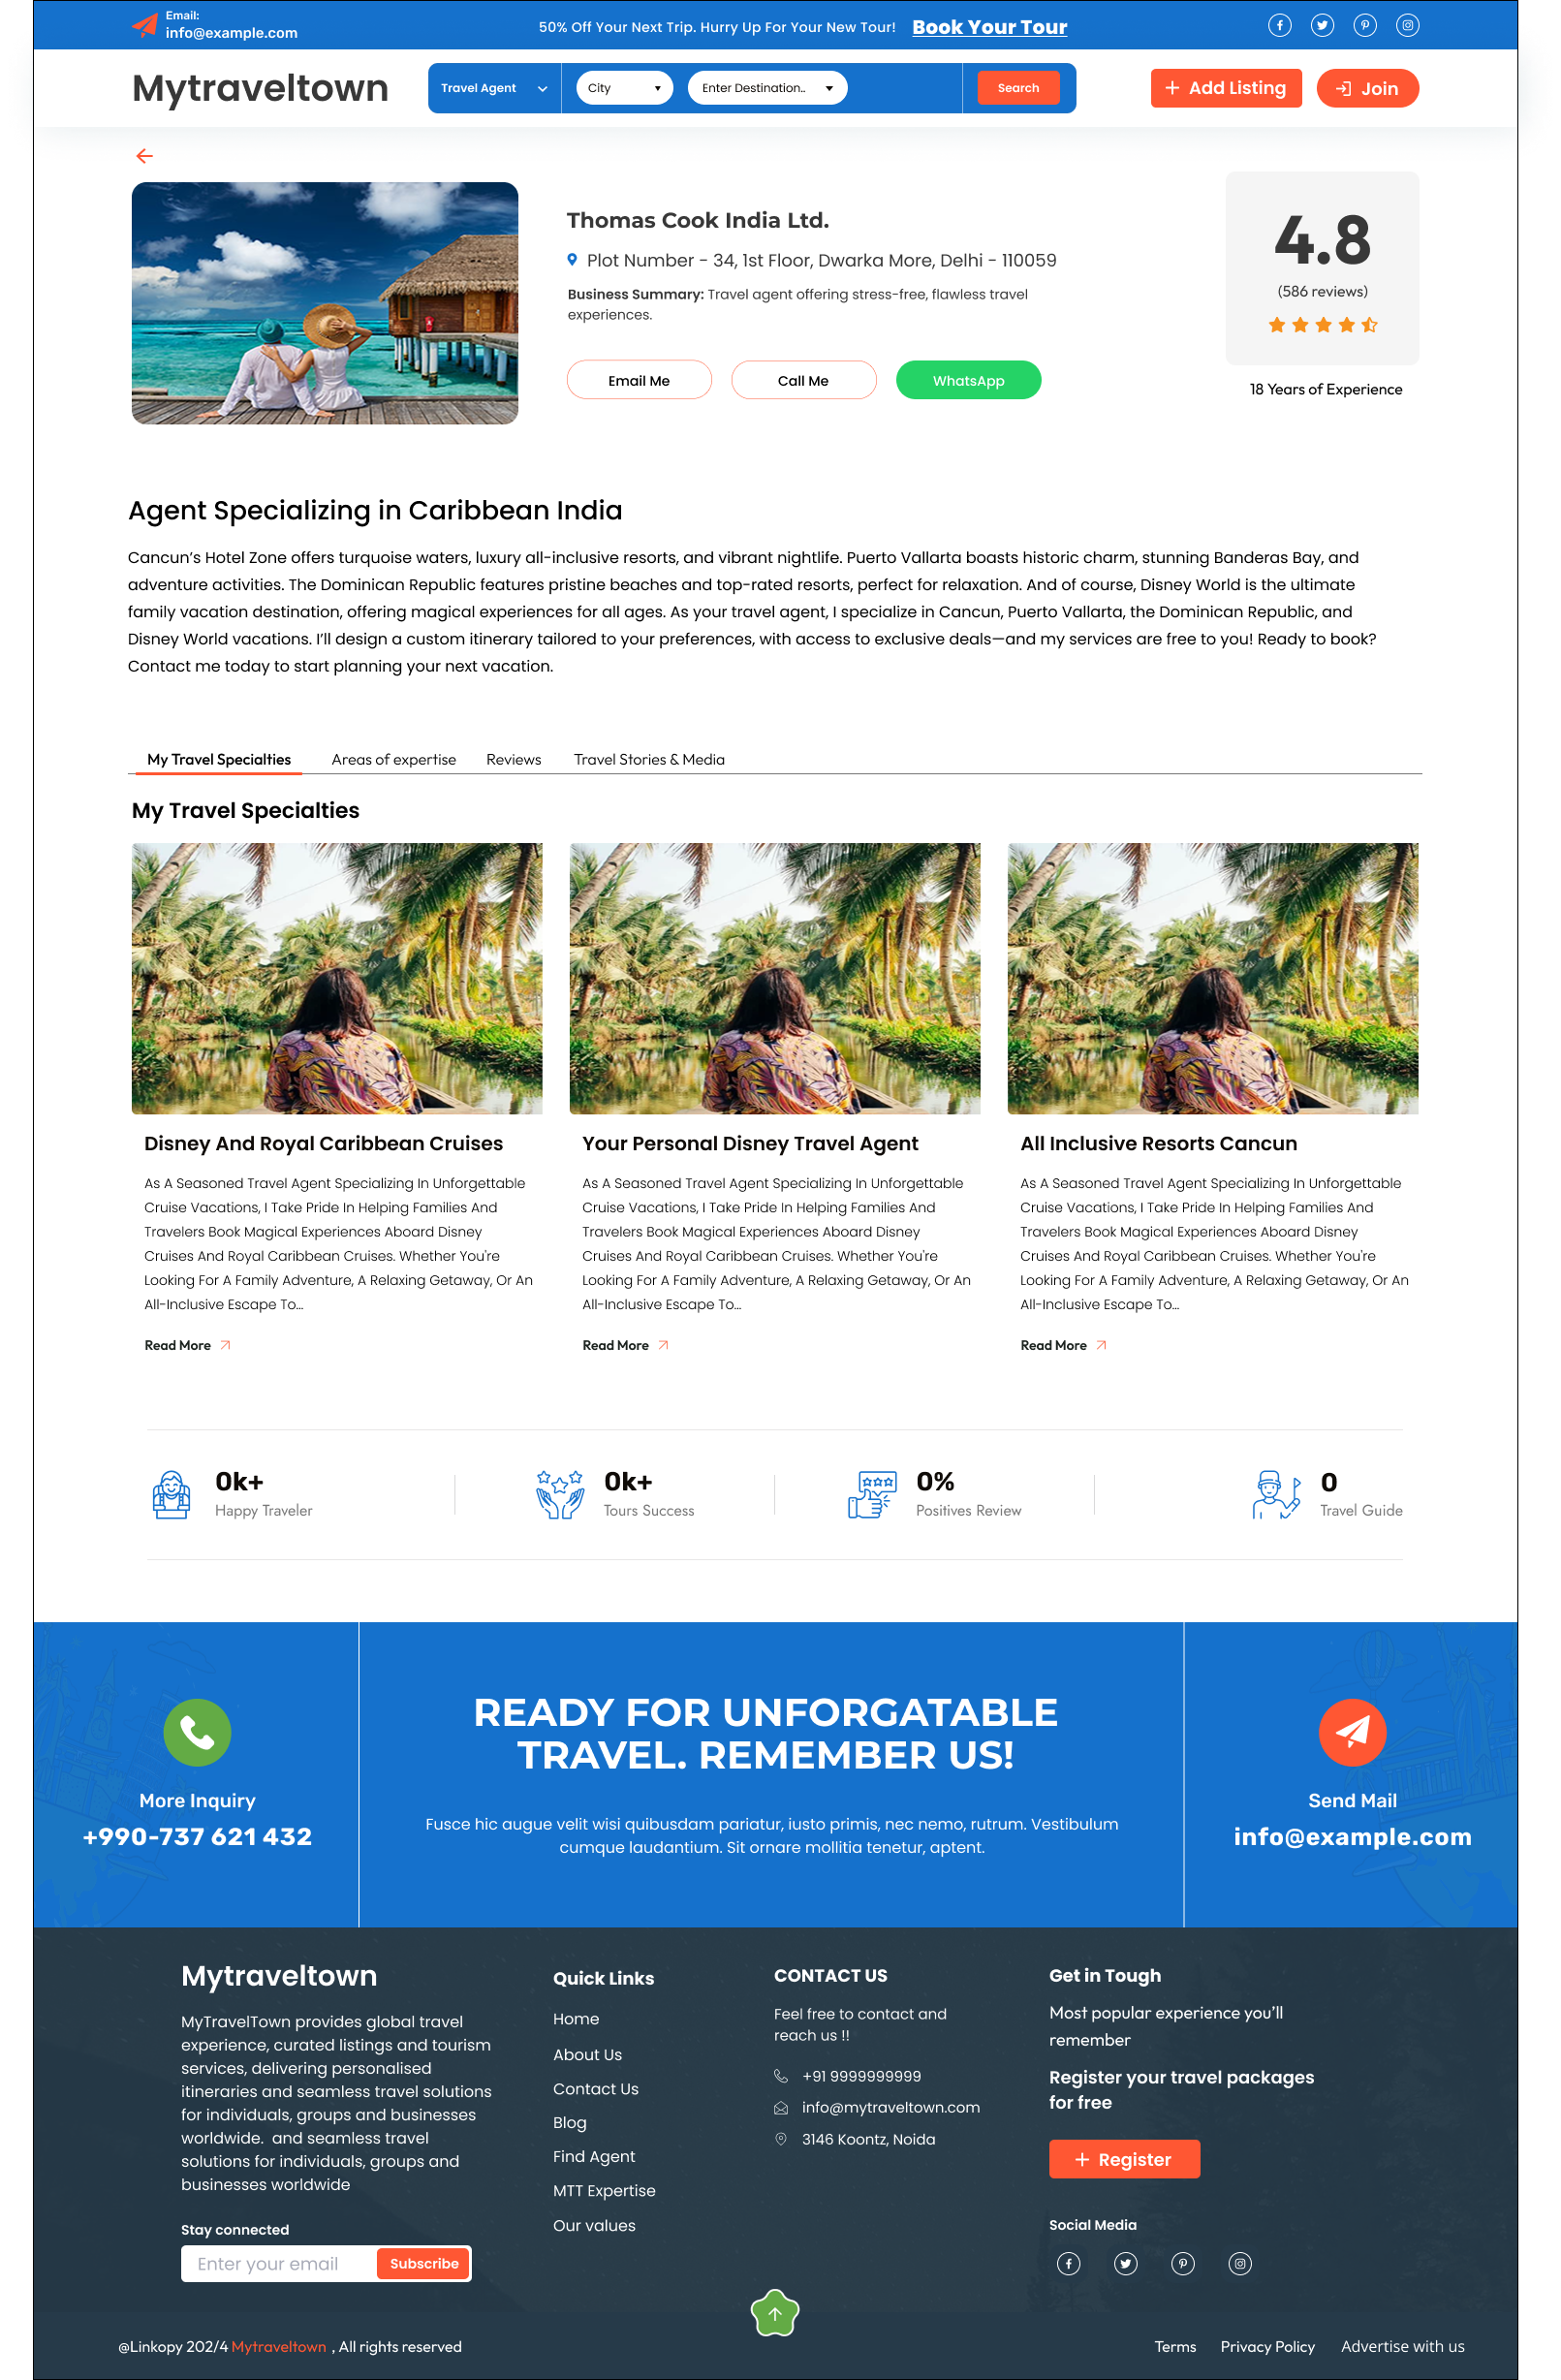 Email:
info@example.com
50% Off Your Next Trip. Hurry Up For Your New Tour!
Book Your Tour
Mytraveltown
Travel Agent
City
Enter Destination..
Search
+ Add Listing
Join
Thomas Cook India Ltd.
Plot Number - 34, 1st Floor, Dwarka More, Delhi - 110059
Business Summary: Travel agent offering stress-free, flawless travel
experiences.
Email Me
Call Me
WhatsApp
4.8
(586 reviews)
18 Years of Experience
Agent Specializing in Caribbean India
Cancun’s Hotel Zone offers turquoise waters, luxury all-inclusive resorts, and vibrant nightlife. Puerto Vallarta boasts historic charm, stunning Banderas Bay, and
adventure activities. The Dominican Republic features pristine beaches and top-rated resorts, perfect for relaxation. And of course, Disney World is the ultimate
family vacation destination, offering magical experiences for all ages. As your travel agent, I specialize in Cancun, Puerto Vallarta, the Dominican Republic, and
Disney World vacations. I’ll design a custom itinerary tailored to your preferences, with access to exclusive deals—and my services are free to you! Ready to book?
Contact me today to start planning your next vacation.
My Travel Specialties
Areas of expertise
Reviews
Travel Stories & Media
My Travel Specialties
Disney And Royal Caribbean Cruises
As A Seasoned Travel Agent Specializing In Unforgettable
Cruise Vacations, I Take Pride In Helping Families And
Travelers Book Magical Experiences Aboard Disney
Cruises And Royal Caribbean Cruises. Whether You're
Looking For A Family Adventure, A Relaxing Getaway, Or An
All-Inclusive Escape To...
Read More
Your Personal Disney Travel Agent
As A Seasoned Travel Agent Specializing In Unforgettable
Cruise Vacations, I Take Pride In Helping Families And
Travelers Book Magical Experiences Aboard Disney
Cruises And Royal Caribbean Cruises. Whether You're
Looking For A Family Adventure, A Relaxing Getaway, Or An
All-Inclusive Escape To...
Read More
All Inclusive Resorts Cancun
As A Seasoned Travel Agent Specializing In Unforgettable
Cruise Vacations, I Take Pride In Helping Families And
Travelers Book Magical Experiences Aboard Disney
Cruises And Royal Caribbean Cruises. Whether You're
Looking For A Family Adventure, A Relaxing Getaway, Or An
All-Inclusive Escape To...
Read More
0k+
Happy Traveler
0k+
Tours Success
0%
Positives Review
0
Travel Guide
More Inquiry
+990-737 621 432
READY FOR UNFORGATABLE
TRAVEL. REMEMBER US!
Fusce hic augue velit wisi quibusdam pariatur, iusto primis, nec nemo, rutrum. Vestibulum
cumque laudantium. Sit ornare mollitia tenetur, aptent.
Send Mail
info@example.com
Mytraveltown
MyTravelTown provides global travel
experience, curated listings and tourism
services, delivering personalised
itineraries and seamless travel solutions
for individuals, groups and businesses
worldwide. and seamless travel
solutions for individuals, groups and
businesses worldwide
Stay connected
Enter your email
Subscribe
Quick Links
Home
About Us
Contact Us
Blog
Find Agent
MTT Expertise
Our values
CONTACT US
Feel free to contact and
reach us !!
+91 9999999999
info@mytraveltown.com
3146 Koontz, Noida
Get in Tough
Most popular experience you’ll
remember
Register your travel packages
for free
+ Register
Social Media
@Linkopy 202/4 Mytraveltown , All rights reserved
Terms
Privacy Policy
Advertise with us